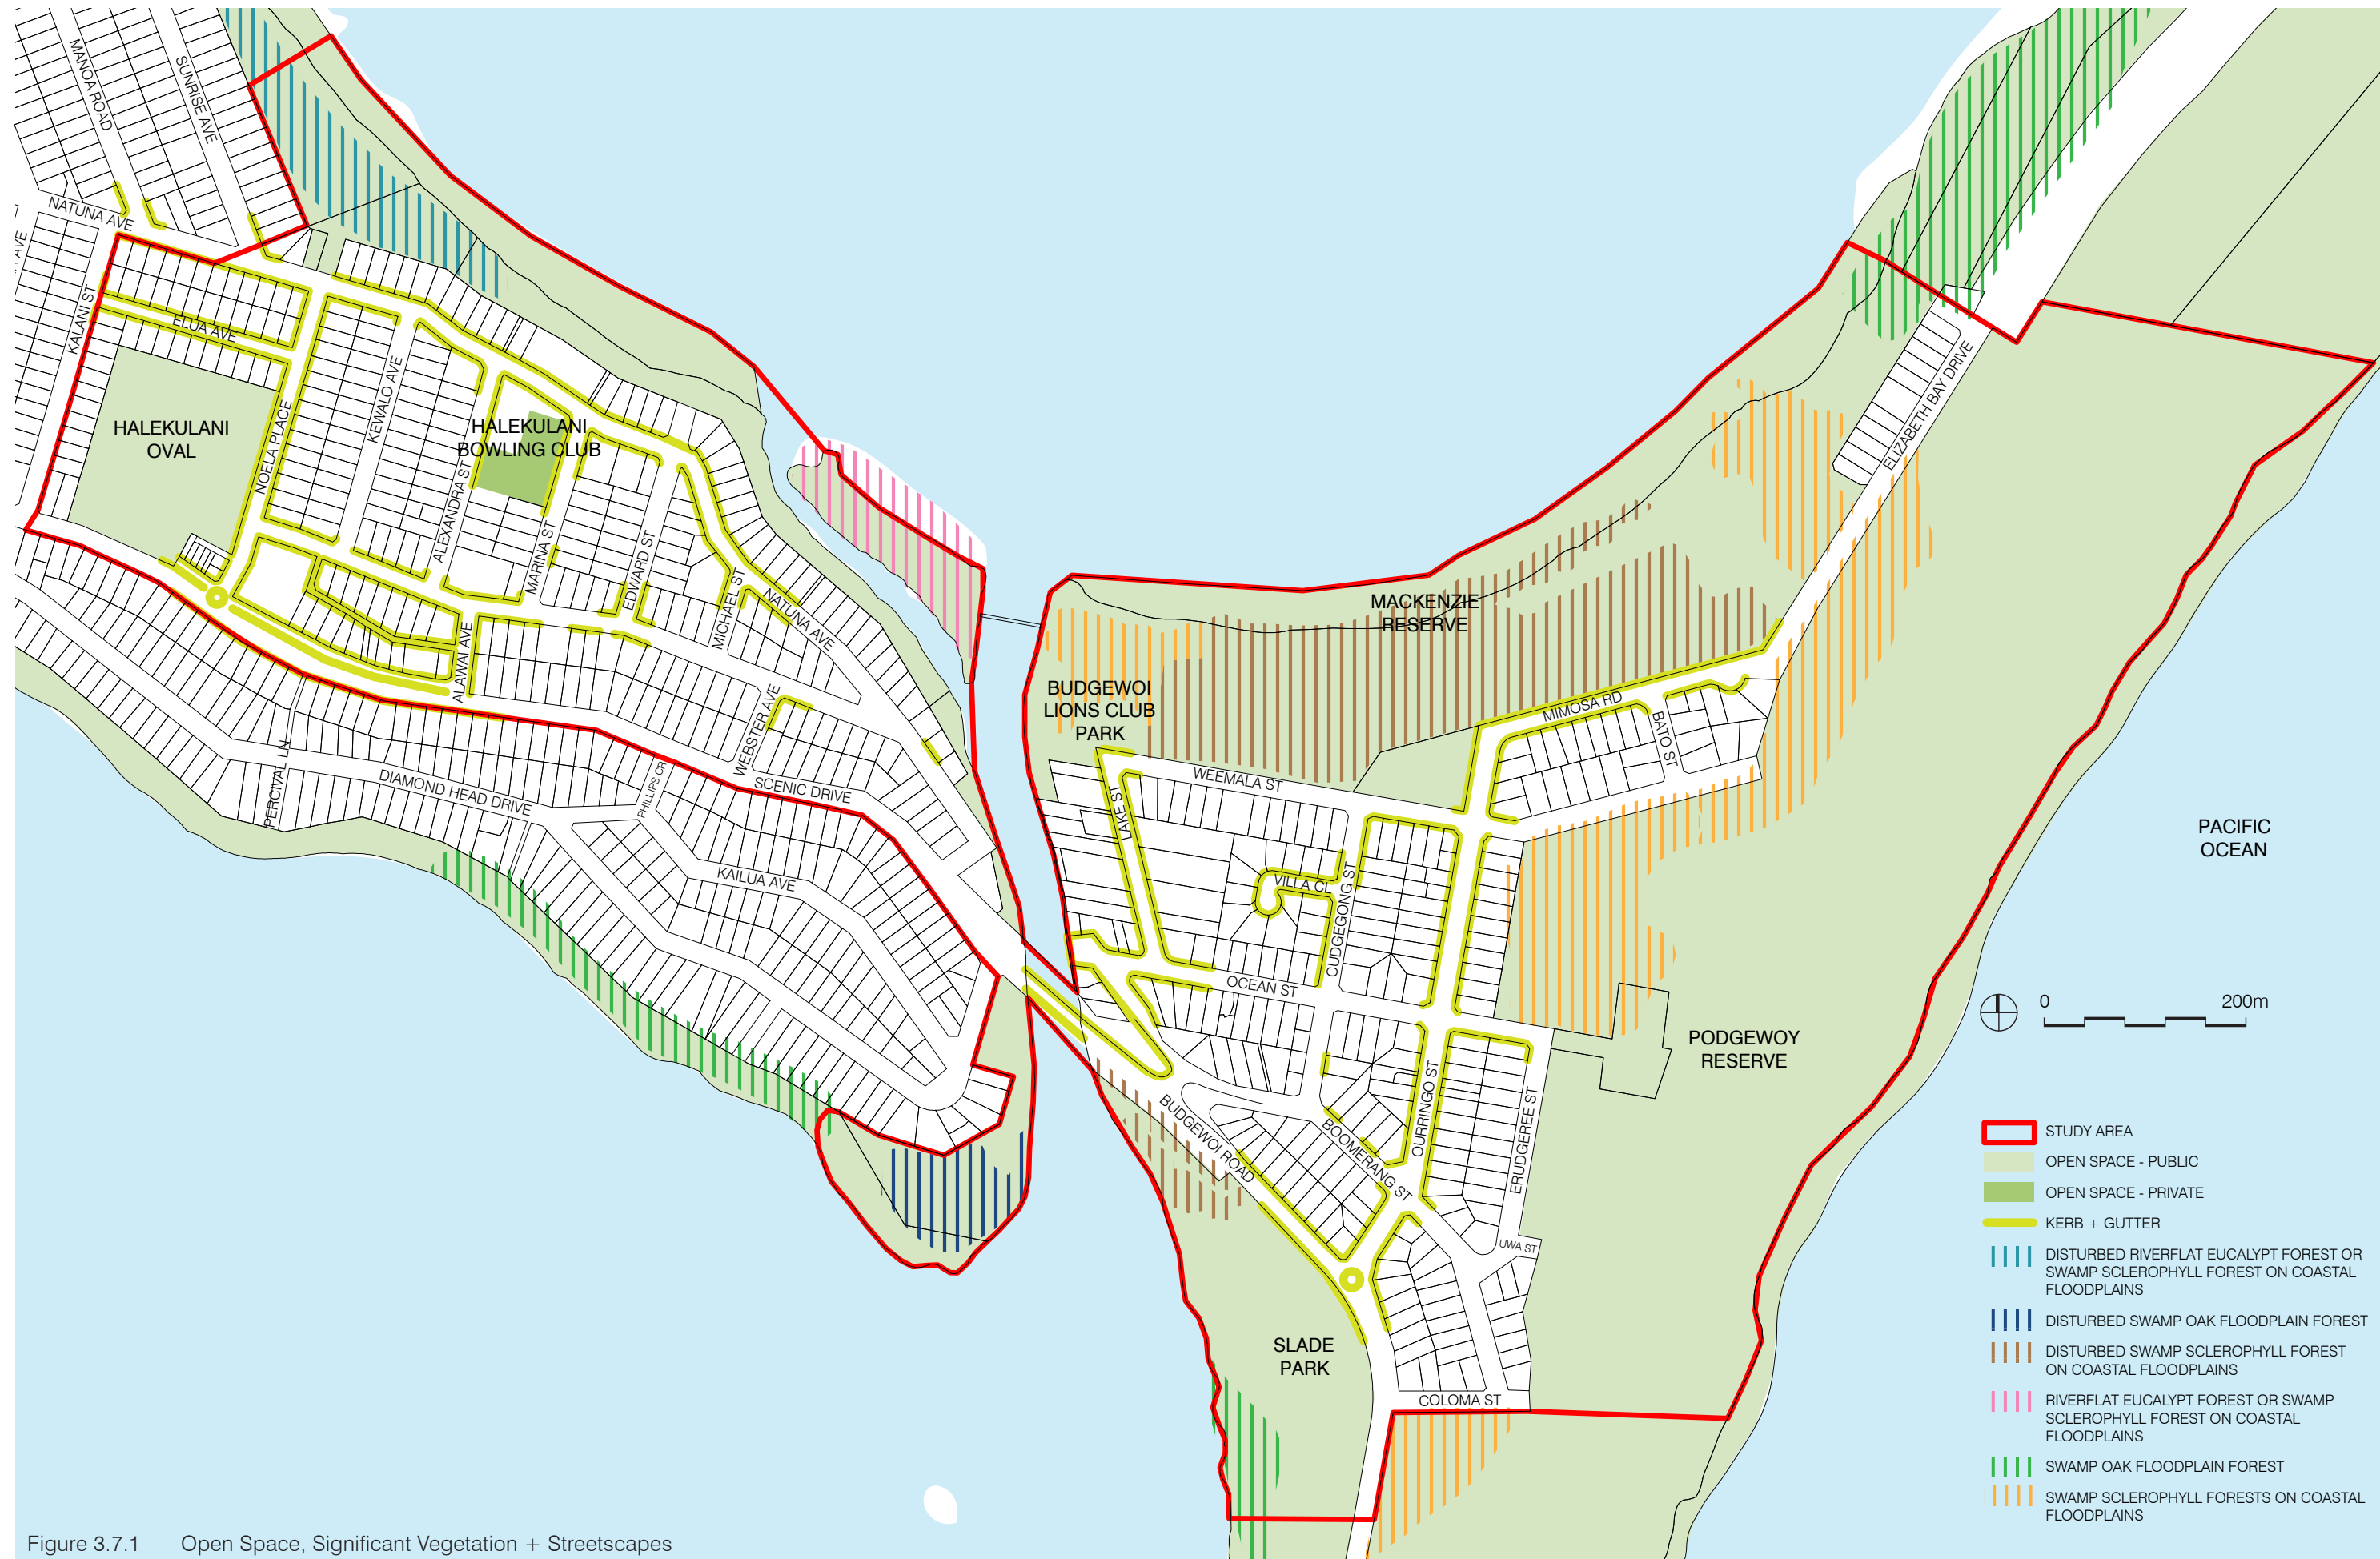 MANOA ROAD
SUNRISE AVE
NATUNA AVE
AVE
KALANI ST
ELUA AVE
HALEKULANI
OVAL
NOELA PLACE
KEWALO AVE
HALEKULANI
BOWLING CLUB
ALEXANDRA ST
MARINA ST
EDWARD ST
MICHAEL ST
NATUNA AVE
ALAWAI AVE
WEBSTER AVE
SCENIC DRIVE
PERCIVAL LN
DIAMOND HEAD DRIVE
PHILLIPS CR
KAILUA AVE
ELIZABETH BAY DRIVE
MACKENZIE
RESERVE
BUDGEWOI
LIONS CLUB
PARK
MIMOSA RD
BATO ST
WEEMALA ST
LAKE ST
VILLA CL
CUDGEGONG ST
OCEAN ST
PODGEWOY
RESERVE
OURRINGO ST
ERUDGEREE ST
BUDGEWOI ROAD
BOOMERANG ST
UWA ST
SLADE
PARK
COLOMA ST
PACIFIC
OCEAN
0 200m
STUDY AREA
OPEN SPACE - PUBLIC
OPEN SPACE - PRIVATE
KERB + GUTTER
DISTURBED RIVERFLAT EUCALYPT FOREST OR
SWAMP SCLEROPHYLL FOREST ON COASTAL
FLOODPLAINS
DISTURBED SWAMP OAK FLOODPLAIN FOREST
DISTURBED SWAMP SCLEROPHYLL FOREST
ON COASTAL FLOODPLAINS
RIVERFLAT EUCALYPT FOREST OR SWAMP
SCLEROPHYLL FOREST ON COASTAL
FLOODPLAINS
SWAMP OAK FLOODPLAIN FOREST
SWAMP SCLEROPHYLL FORESTS ON COASTAL
FLOODPLAINS
Figure 3.7.1 Open Space, Significant Vegetation + Streetscapes